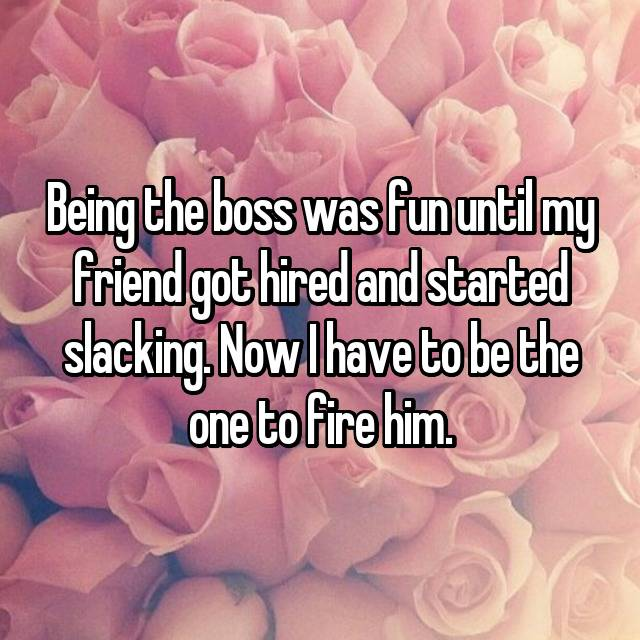 Being the boss was fun until my
friend got hired and started
slacking. Now I have to be the
one to fire him.